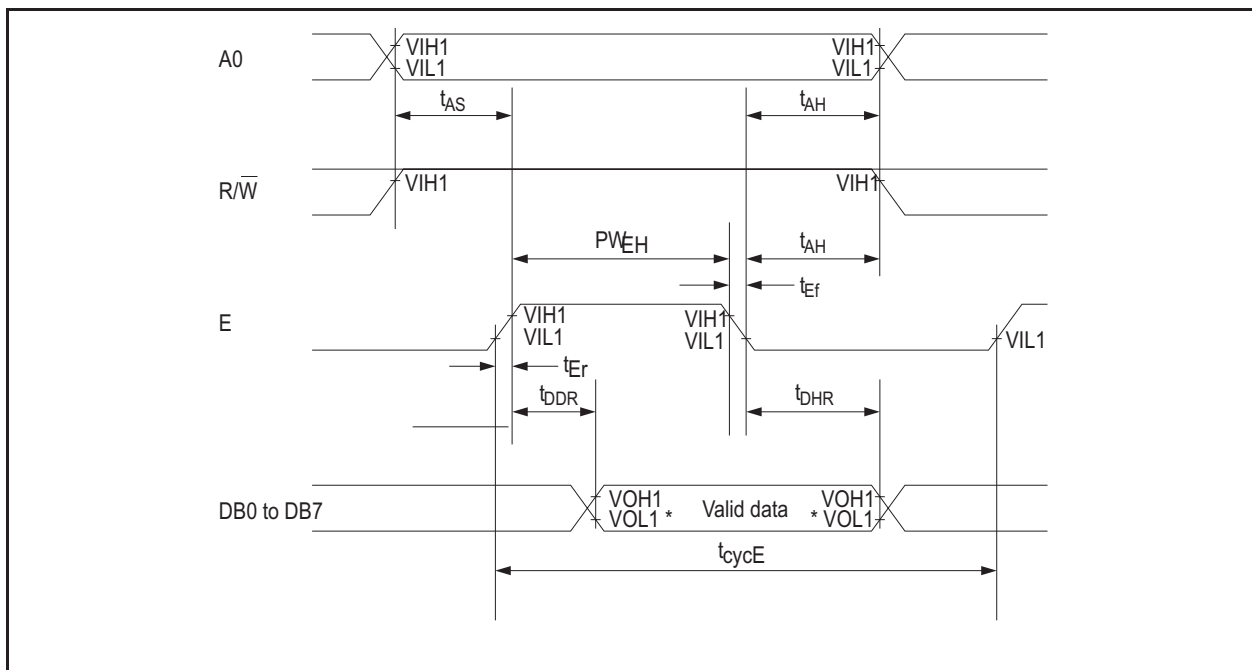 A0
VIH1
VIL1
VIH1
VIL1
tAS
tAH
R/W̅
VIH1
VIH1
PWEH
tAH
tEf
E
VIH1
VIL1
VIH1
VIL1
VIL1
tEr
tDDR
tDHR
DB0 to DB7
VOH1
VOL1 *
Valid data
VOH1
* VOL1
tcycE